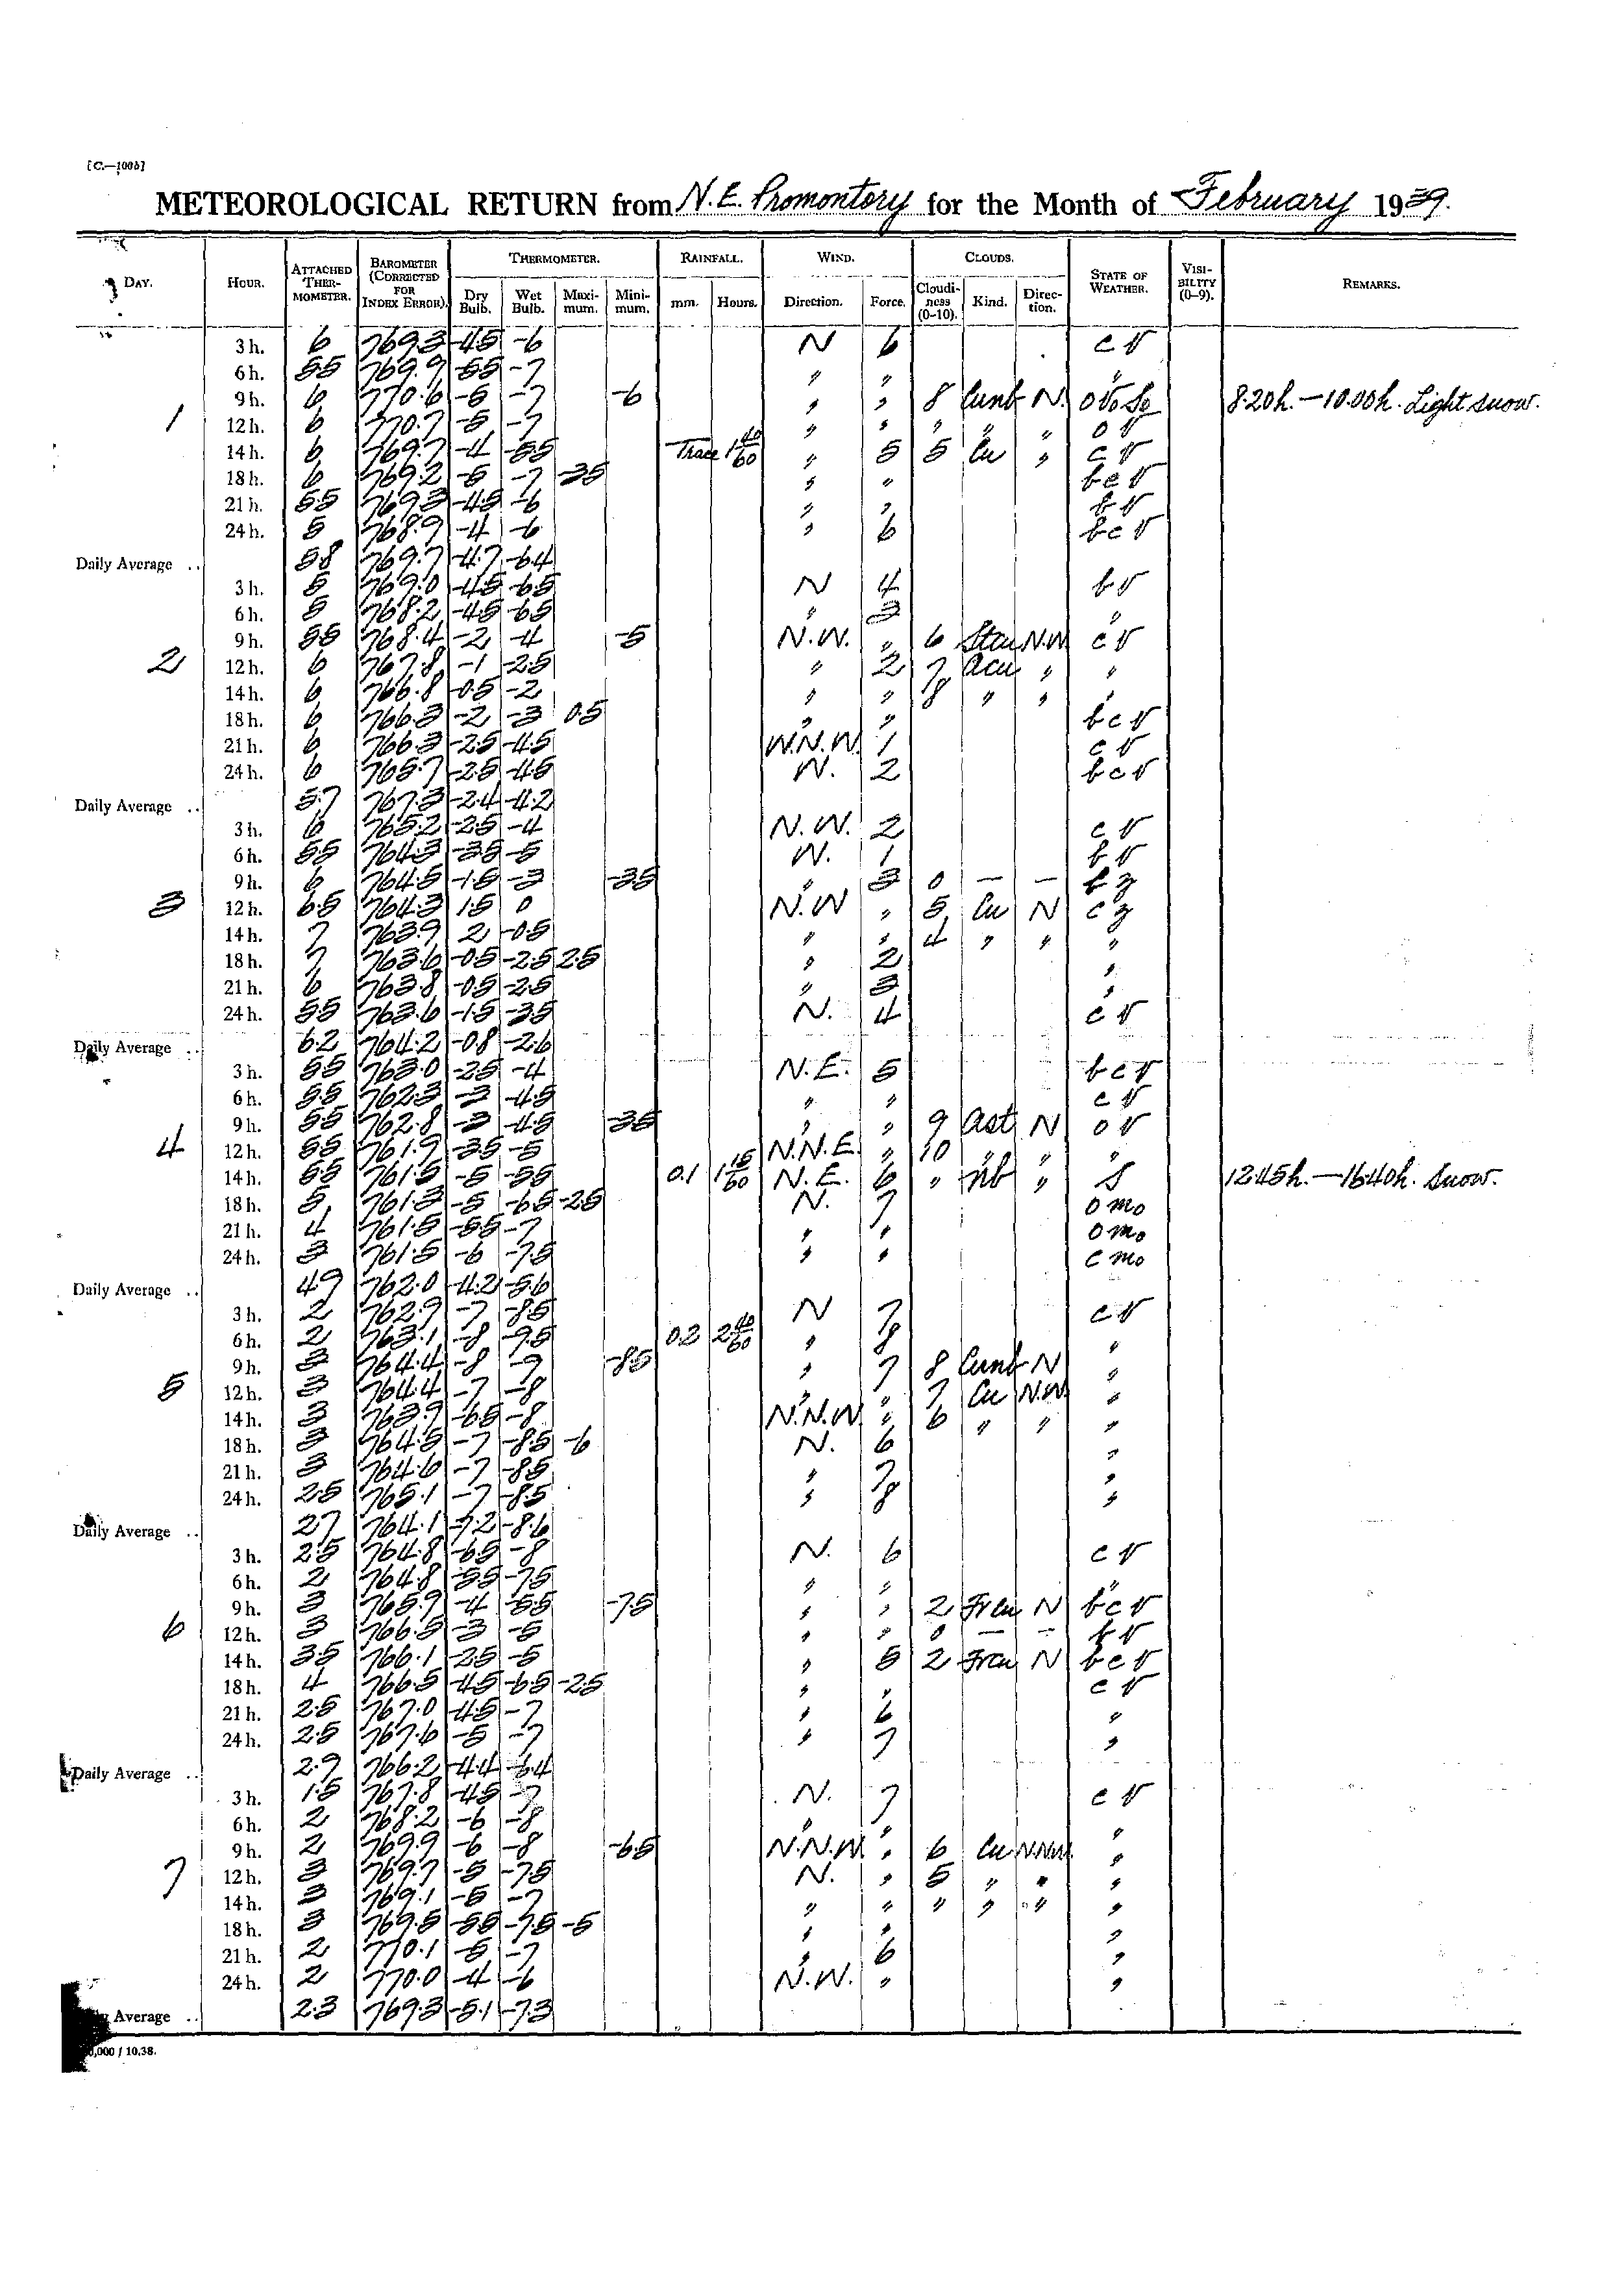 [C.—100b]
METEOROLOGICAL RETURN from N.E. Promontory for the Month of February 1939.
DAY. HOUR. ATTACHED THER-MOMETER. BAROMETER (CORRECTED FOR INDEX ERROR). THERMOMETER. RAINFALL. WIND. CLOUDS. STATE OF WEATHER. VISI-BILITY (0–9). REMARKS.
Dry Bulb. Wet Bulb. Maxi-mum. Mini-mum. mm. Hours. Direction. Force. Cloudi-ness (0–10). Kind. Direc-tion.
3 h. 6 769.3 -4.5 -6 N 6 c v
6 h. 5.5 769.9 -5.5 -7 " " "
9 h. 6 770.6 -5 -7 -6 " " 8 Cunb N. 8.20h.—10.00h. Light snow.
1 12 h. 6 770.7 -5 -7 " " " " " o v
14 h. 6 769.7 -4 -5.5 Trace 1 40/60 " 5 5 Cu " c v
18 h. 6 769.2 -5 -7 -3.5 " " b c v
21 h. 5.5 769.3 -4.5 -6 " " b v
24 h. 5 768.9 -4 -6 " 6 b c v
Daily Average .. 5.8 769.7 -4.7 -6.4
3 h. 5 769.0 -4.5 -6.5 N 4 b v
6 h. 5 768.2 -4.5 -6.5 " 3 "
9 h. 5.5 768.4 -2 -4 -5 N.W. " 6 Stcu N.W c v
2 12 h. 6 767.8 -1 -2.5 " 2 7 Acu " "
14 h. 6 766.8 -0.5 -2 " " 8 " " "
18 h. 6 766.3 -2 -3 0.5 " " b c v
21 h. 6 766.3 -2.5 -4.5 W.N.W. 1 c v
24 h. 6 765.7 -2.5 -4.5 W. 2 b c v
Daily Average .. 5.7 767.3 -2.4 -4.2
3 h. 6 765.2 -2.5 -4 N.W. 2 c v
6 h. 5.5 764.3 -3.5 -5 W. 1 b v
9 h. 6 764.5 -1.5 -3 -3.5 " 3 0 — — b z
3 12 h. 6.5 764.3 1.5 0 N.W " 5 Cu N c z
14 h. 7 763.9 2 -0.5 " " 4 " " "
18 h. 7 763.6 -0.5 -2.5 2.5 " 2 "
21 h. 6 763.8 -0.5 -2.5 " 3 "
24 h. 5.5 763.6 -1.5 -3.5 N. 4 c v
Daily Average .. 6.2 764.2 -0.8 -2.6
3 h. 5.5 763.0 -2.5 -4 N.E. 5 b c v
6 h. 5.5 762.3 -3 -4.5 " " c v
9 h. 5.5 762.8 -3 -4.5 -3.5 " " 9 Ast N o v
4 12 h. 5.5 761.9 -3.5 -5 N.N.E. " 10 " " "
14 h. 5.5 761.5 -5 -5.5 0.1 1 15/60 N.E. 6 " nb " s 12.45h.—16.40h. Snow.
18 h. 5 761.3 -5 -6.5 -2.5 N. 7 o mo
21 h. 4 761.5 -5.5 -7 " " o mo
24 h. 3 761.5 -6 -7.5 " " c mo
Daily Average .. 4.9 762.0 -4.2 -5.6
3 h. 2 762.9 -7 -8.5 N 7 c v
6 h. 2 763.1 -8 -9.5 0.2 2 40/60 " 8 "
9 h. 3 764.4 -8 -9 -8.5 " 7 8 Cunb N "
5 12 h. 3 764.4 -7 -8 " " 7 Cu N.W "
14 h. 3 763.9 -6.5 -8 N.N.W. " 6 " " "
18 h. 3 764.5 -7 -8.5 -6 N. 6 "
21 h. 3 764.6 -7 -8.5 " 7 "
24 h. 2.5 765.1 -7 -8.5 " 8 "
Daily Average .. 2.7 764.1 -7.2 -8.6
3 h. 2.5 764.8 -6.5 -8 N. 6 c v
6 h. 2 764.8 -5.5 -7.5 " " "
9 h. 3 765.9 -4 -5.5 -7.5 " " 2 Frcu N b c v
6 12 h. 3 766.5 -3 -5 " " 0 — — b v
14 h. 3.5 766.1 -2.5 -5 " 5 2 Frcu N b c v
18 h. 4 766.5 -4.5 -6.5 -2.5 " " c v
21 h. 2.5 767.0 -4.5 -7 " 6 "
24 h. 2.5 767.6 -5 -7 " 7 "
Daily Average .. 2.9 766.2 -4.4 -6.4
3 h. 1.5 767.8 -4.5 -7 N. 7 c v
6 h. 2 768.2 -6 -8 " " "
9 h. 2 769.9 -6 -8 -6.5 N.N.W. " 6 Cu N.NW. "
7 12 h. 3 769.7 -5 -7.5 N. " 5 " " "
14 h. 3 769.1 -5 -7 " " " " " "
18 h. 3 769.5 -5.5 -7.5 -5 " " "
21 h. 2 770.1 -5 -7 " 6 "
24 h. 2 770.0 -4 -6 N.W. " "
Average .. 2.3 769.3 -5.1 -7.3
,000 / 10.38.